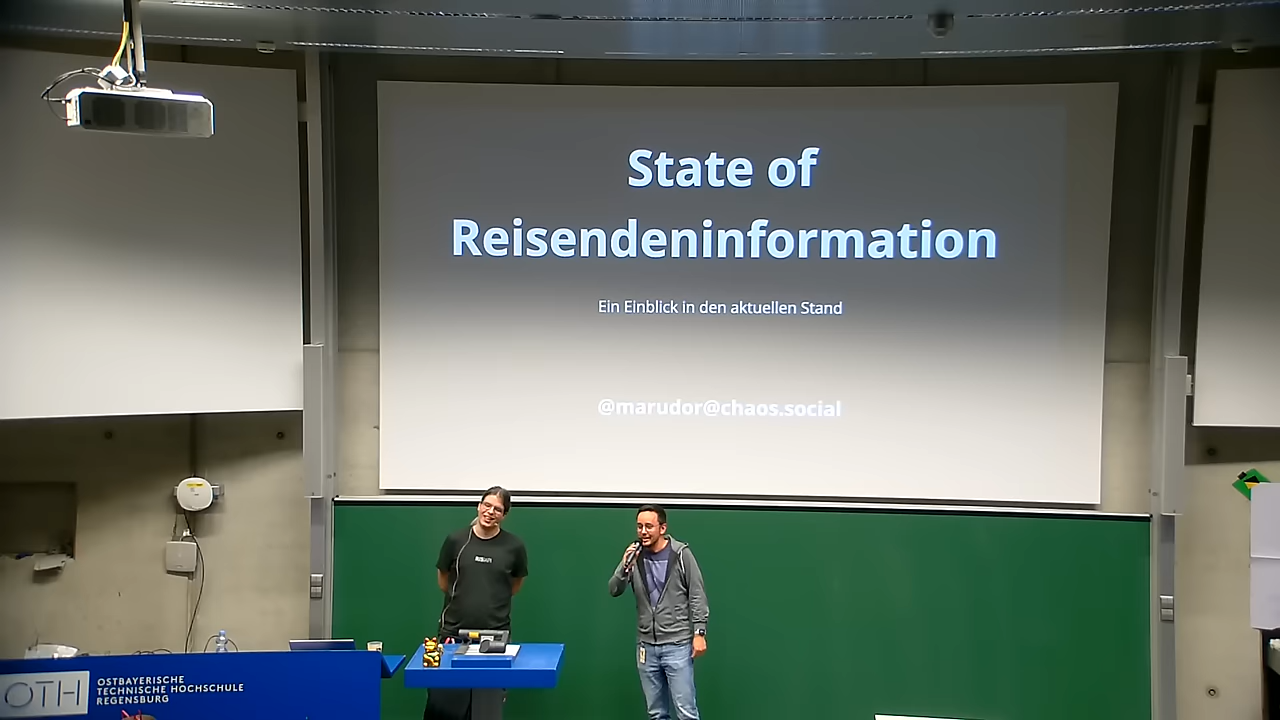 State of
Reisendeninformation
Ein Einblick in den aktuellen Stand
@marudor@chaos.social
OTH
OSTBAYERISCHE
TECHNISCHE HOCHSCHULE
REGENSBURG